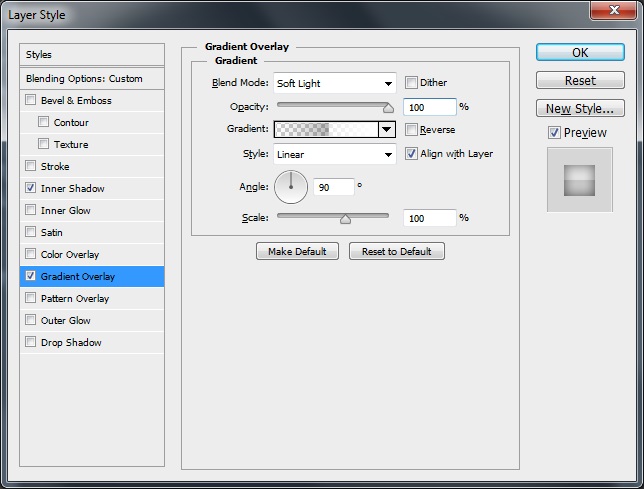 Layer Style
Styles
Blending Options: Custom
Bevel & Emboss
Contour
Texture
Stroke
Inner Shadow
Inner Glow
Satin
Color Overlay
Gradient Overlay
Pattern Overlay
Outer Glow
Drop Shadow
Gradient Overlay
Gradient
Blend Mode: Soft Light Dither
Opacity: 100 %
Gradient: Reverse
Style: Linear Align with Layer
Angle: 90 °
Scale: 100 %
Make Default Reset to Default
OK
Reset
New Style...
Preview